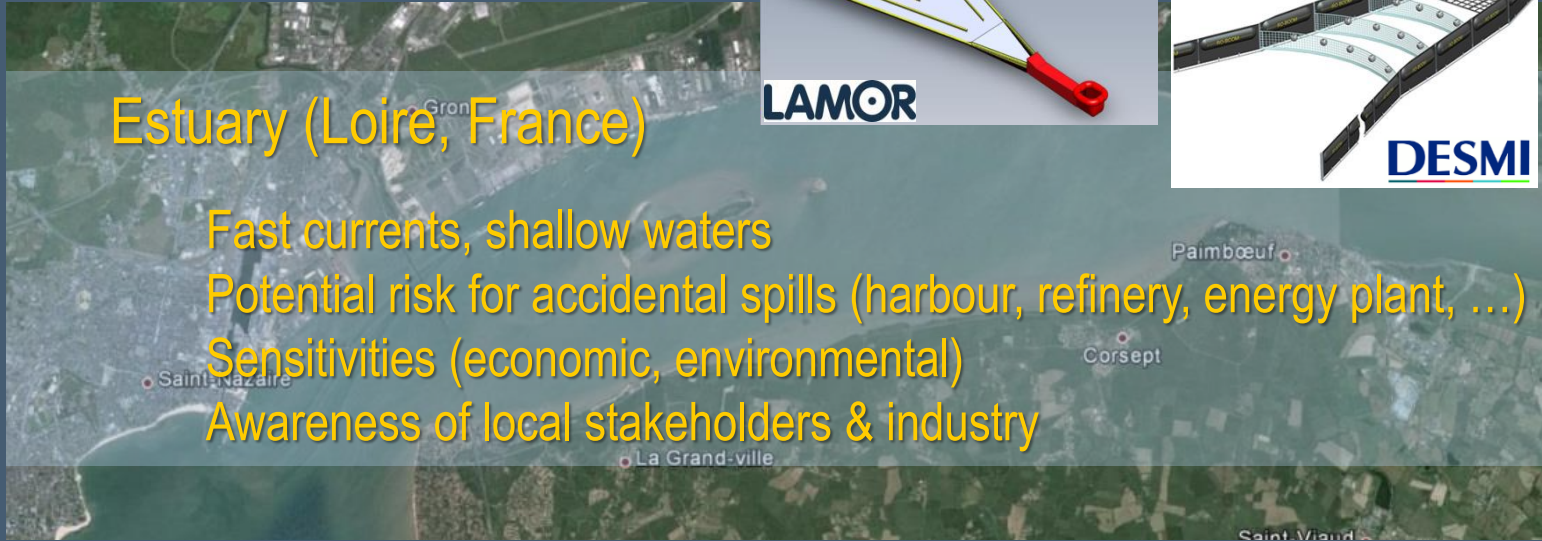 LAMOR
DESMI
Estuary (Loire, France)
Fast currents, shallow waters
Potential risk for accidental spills (harbour, refinery, energy plant, …)
Sensitivities (economic, environmental)
Awareness of local stakeholders & industry
Gron
Paimbœuf
Corsept
Saint-Nazaire
La Grand-ville
Saint-Viaud